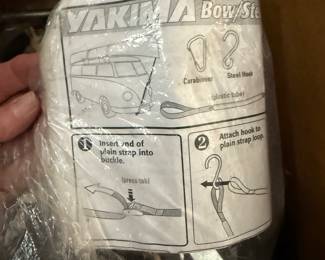 YAKIMA Bow/Ste
Carabiner
Steel Hook
(plastic tube)
1 Insert end of
plain strap into
buckle.
(press tab)
2 Attach hook to
plain strap loop.